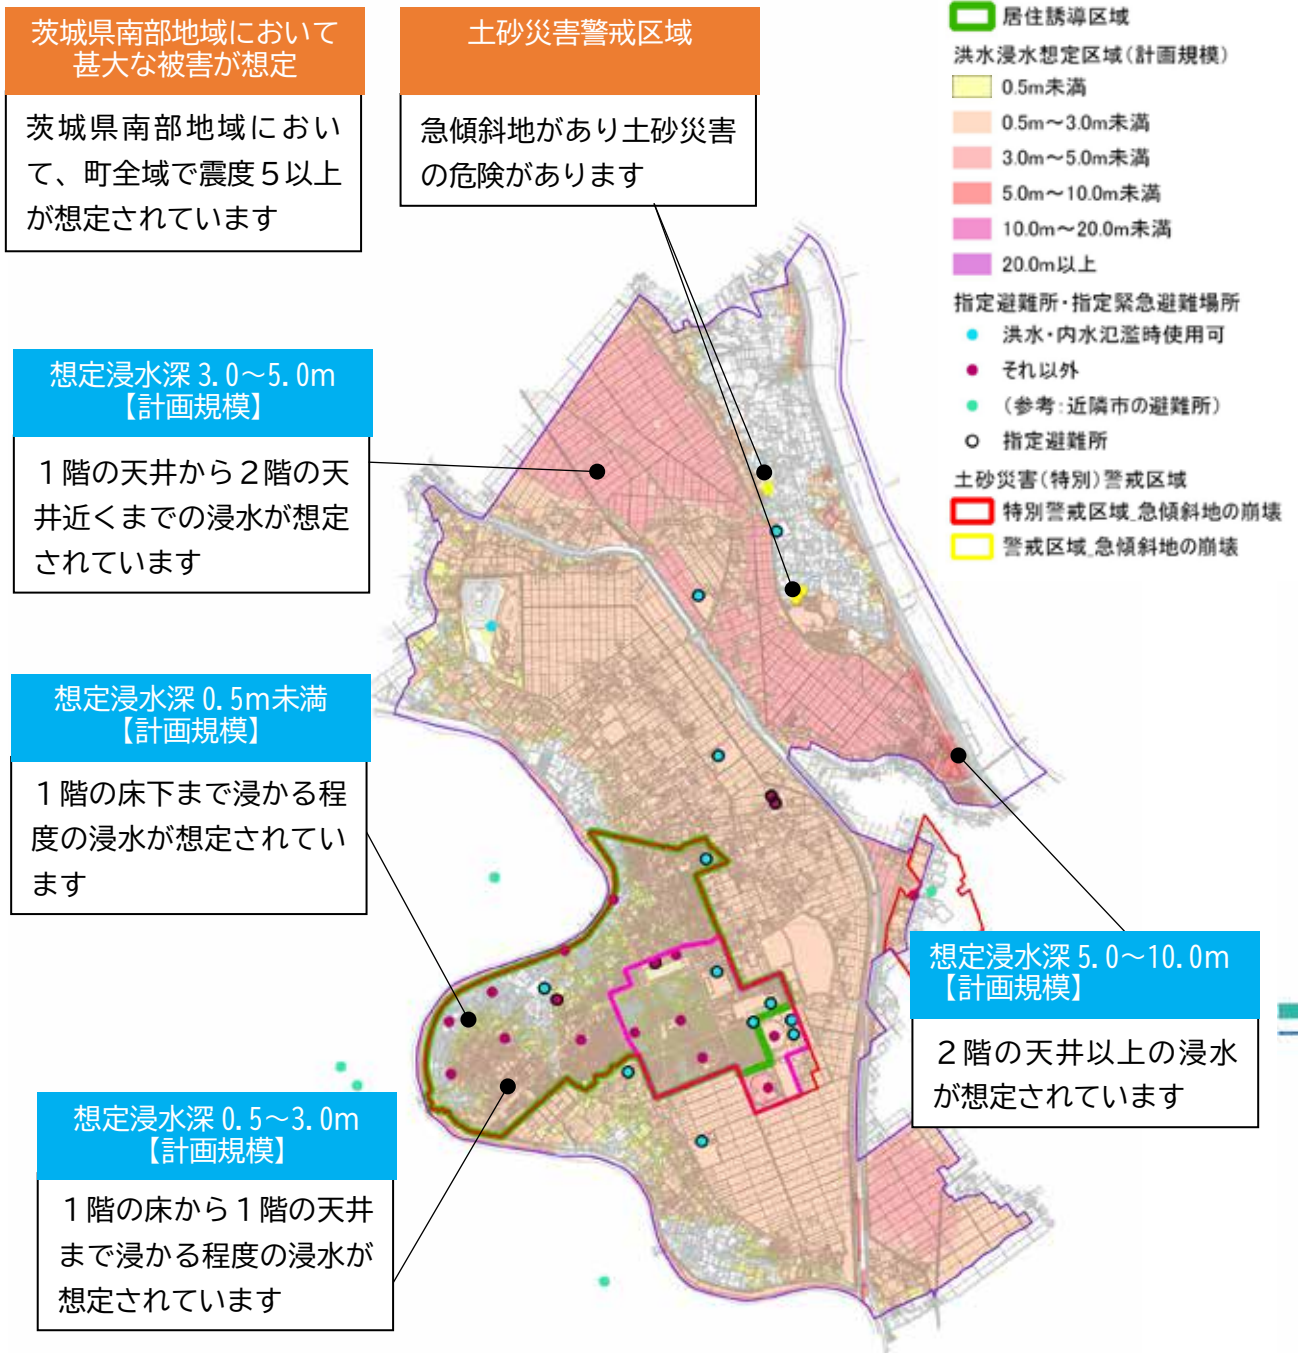 茨城県南部地域において
甚大な被害が想定
茨城県南部地域におい
て、町全域で震度５以上
が想定されています
土砂災害警戒区域
急傾斜地があり土砂災害
の危険があります
居住誘導区域
洪水浸水想定区域(計画規模)
0.5m未満
0.5m～3.0m未満
3.0m～5.0m未満
5.0m～10.0m未満
10.0m～20.0m未満
20.0m以上
指定避難所・指定緊急避難場所
洪水・内水氾濫時使用可
それ以外
(参考:近隣市の避難所)
指定避難所
土砂災害(特別)警戒区域
特別警戒区域_急傾斜地の崩壊
警戒区域_急傾斜地の崩壊
想定浸水深 3.0～5.0m
【計画規模】
１階の天井から２階の天
井近くまでの浸水が想定
されています
想定浸水深 0.5m未満
【計画規模】
１階の床下まで浸かる程
度の浸水が想定されてい
ます
想定浸水深 5.0～10.0m
【計画規模】
２階の天井以上の浸水
が想定されています
想定浸水深 0.5～3.0m
【計画規模】
１階の床から１階の天井
まで浸かる程度の浸水が
想定されています